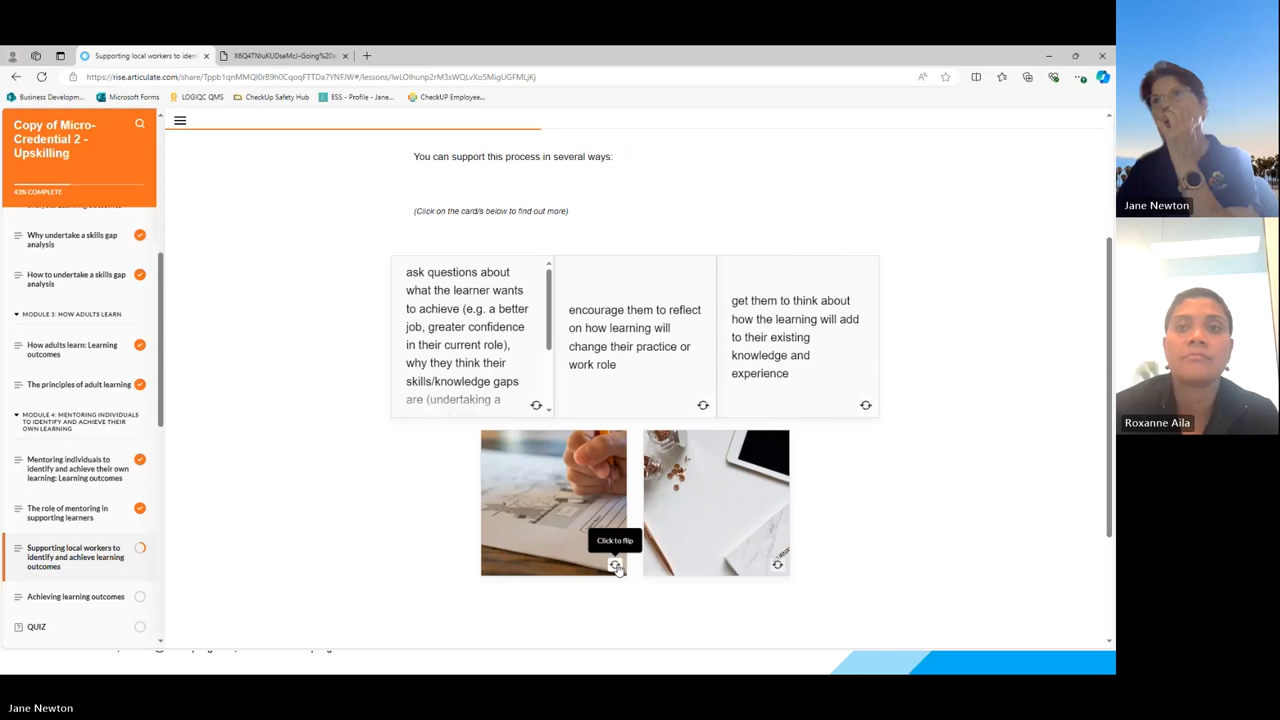 Supporting local workers to iden
X6Q4TNIuKUDseMcJ-Going%20
https://rise.articulate.com/share/Tppb1qnMMQI0rB9h0CqoqFTTDa7YNFJW#/lessons/IwLOlhunp2rM3sWQLvXo5MigUGFMLjKj
Business Developm...
Microsoft Forms
LOGIQC QMS
CheckUp Safety Hub
ESS - Profile - Jane...
CheckUP Employee...
Copy of Micro-
Credential 2 -
Upskilling
43% COMPLETE
Why undertake a skills gap
analysis
How to undertake a skills gap
analysis
MODULE 3: HOW ADULTS LEARN
How adults learn: Learning
outcomes
The principles of adult learning
MODULE 4: MENTORING INDIVIDUALS
TO IDENTIFY AND ACHIEVE THEIR
OWN LEARNING
Mentoring individuals to
identify and achieve their own
learning: Learning outcomes
The role of mentoring in
supporting learners
Supporting local workers to
identify and achieve learning
outcomes
Achieving learning outcomes
QUIZ
You can support this process in several ways:
(Click on the card/s below to find out more)
ask questions about
what the learner wants
to achieve (e.g. a better
job, greater confidence
in their current role),
why they think their
skills/knowledge gaps
are (undertaking a
encourage them to reflect
on how learning will
change their practice or
work role
get them to think about
how the learning will add
to their existing
knowledge and
experience
Click to flip
Jane Newton
Roxanne Aila
Jane Newton